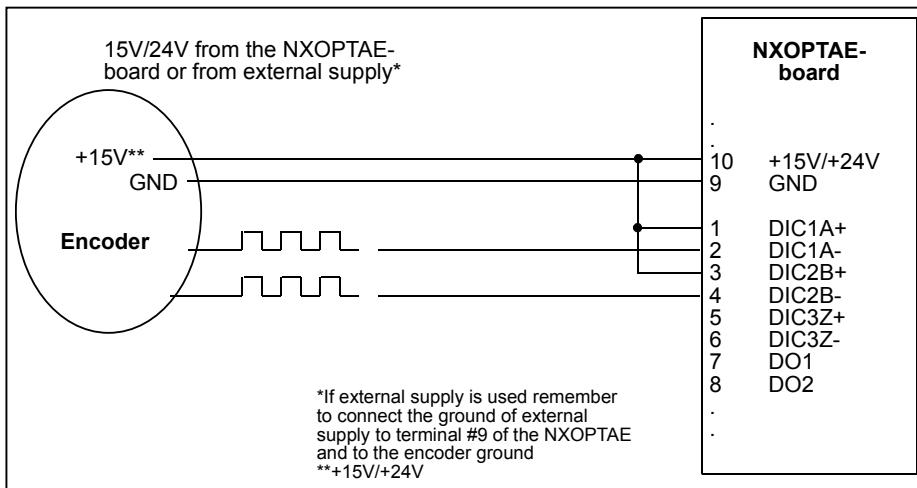 15V/24V from the NXOPTAE-
board or from external supply*
NXOPTAE-
board
.
.
+15V**
10 +15V/+24V
GND
9 GND
Encoder
1 DIC1A+
2 DIC1A-
3 DIC2B+
4 DIC2B-
5 DIC3Z+
6 DIC3Z-
7 DO1
8 DO2
.
.
*If external supply is used remember
to connect the ground of external
supply to terminal #9 of the NXOPTAE
and to the encoder ground
**+15V/+24V